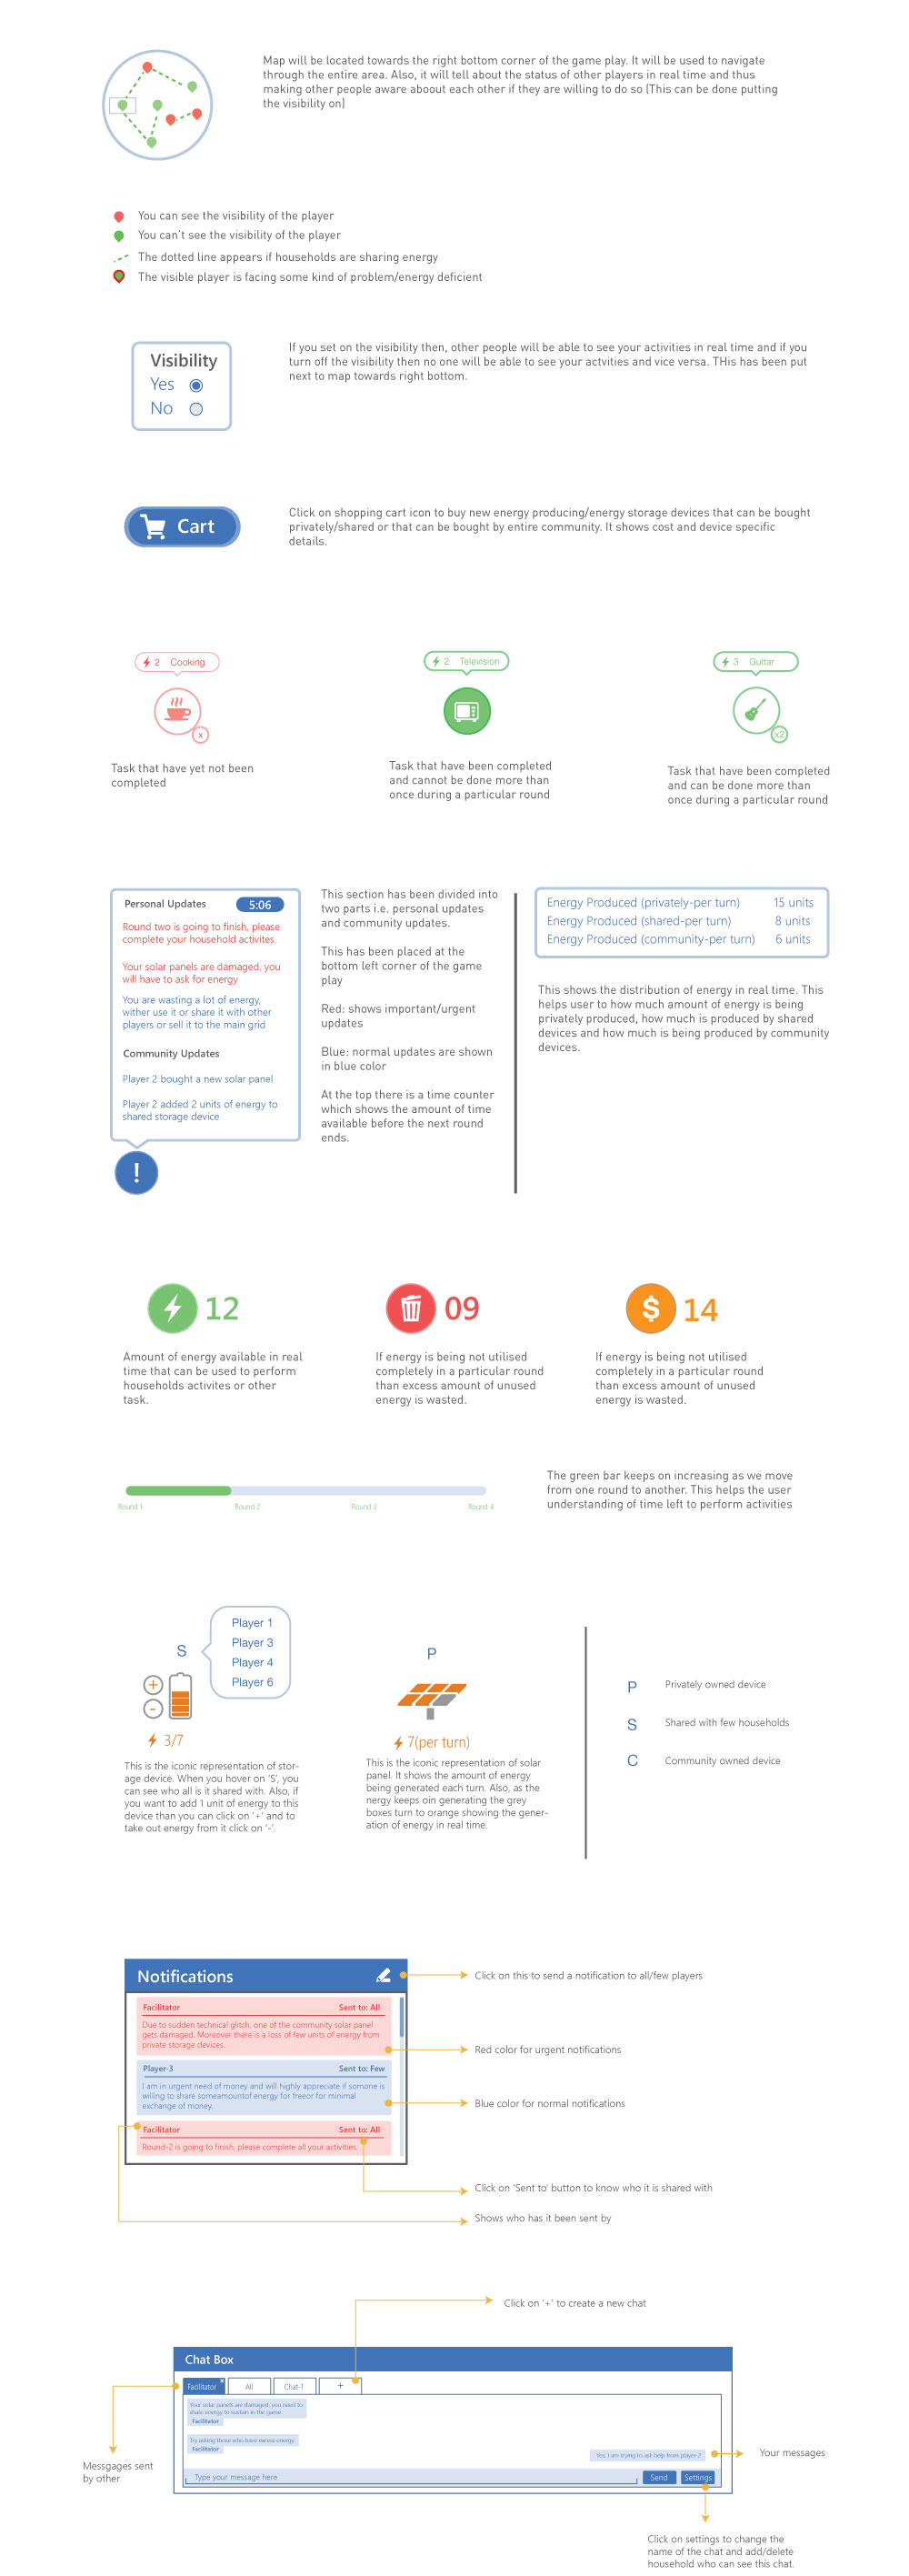 Map will be located towards the right bottom corner of the game play. It will be used to navigate
through the entire area. Also, it will tell about the status of other players in real time and thus
making other people aware aboout each other if they are willing to do so (This can be done putting
the visibility on)
You can see the visibility of the player
You can't see the visibility of the player
The dotted line appears if households are sharing energy
The visible player is facing some kind of problem/energy deficient
Visibility
Yes
No
If you set on the visibility then, other people will be able to see your activities in real time and if you
turn off the visibility then no one will be able to see your actvities and vice versa. THis has been put
next to map towards right bottom.
Cart
Click on shopping cart icon to buy new energy producing/energy storage devices that can be bought
privately/shared or that can be bought by entire community. It shows cost and device specific
details.
2 Cooking
x
Task that have yet not been
completed
2 Television
Task that have been completed
and cannot be done more than
once during a particular round
3 Guitar
x2
Task that have been completed
and can be done more than
once during a particular round
Personal Updates 5:06
Round two is going to finish, please
complete your household activites.
Your solar panels are damaged, you
will have to ask for energy
You are wasting a lot of energy,
wither use it or share it with other
players or sell it to the main grid
Community Updates
Player 2 bought a new solar panel
Player 2 added 2 units of energy to
shared storage device
!
This section has been divided into
two parts i.e. personal updates
and community updates.
This has been placed at the
bottom left corner of the game
play
Red: shows important/urgent
updates
Blue: normal updates are shown
in blue color
At the top there is a time counter
which shows the amount of time
available before the next round
ends.
Energy Produced (privately-per turn) 15 units
Energy Produced (shared-per turn) 8 units
Energy Produced (community-per turn) 6 units
This shows the distribution of energy in real time. This
helps user to how much amount of energy is being
privately produced, how much is produced by shared
devices and how much is being produced by community
devices.
12
Amount of energy available in real
time that can be used to perform
households activites or other
task.
09
If energy is being not utilised
completely in a particular round
than excess amount of unused
energy is wasted.
$ 14
If energy is being not utilised
completely in a particular round
than excess amount of unused
energy is wasted.
Round 1 Round 2 Round 3 Round 4
The green bar keeps on increasing as we move
from one round to another. This helps the user
understanding of time left to perform activities
S
Player 1
Player 3
Player 4
Player 6
+
-
3/7
This is the iconic representation of stor-
age device. When you hover on 'S', you
can see who all is it shared with. Also, if
you want to add 1 unit of energy to this
device than you can click on '+' and to
take out energy from it click on '-'.
P
7(per turn)
This is the iconic representation of solar
panel. It shows the amount of energy
being generated each turn. Also, as the
nergy keeps oin generating the grey
boxes turn to orange showing the gener-
ation of energy in real time.
P Privately owned device
S Shared with few households
C Community owned device
Notifications
Click on this to send a notification to all/few players
Facilitator Sent to: All
Due to sudden technical glitch, one of the community solar panel
gets damaged. Moreover there is a loss of few units of energy from
private storage devices.
Red color for urgent notifications
Player-3 Sent to: Few
I am in urgent need of money and will highly appreciate if somone is
willing to share someamountof energy for freeor for minimal
exchange of money.
Blue color for normal notifications
Facilitator Sent to: All
Round-2 is going to finish, please complete all your activities.
Click on 'Sent to' button to know who it is shared with
Shows who has it been sent by
Click on '+' to create a new chat
Chat Box
Facilitator x All Chat-1 +
Your solar panels are damaged, you need to
share energy to sustain in the game.
Facilitator
Try asking those who have excess energy.
Facilitator
Yes, I am trying to ask help from player-2
Type your message here
Send Settings
Messgages sent
by other
Your messages
Click on settings to change the
name of the chat and add/delete
household who can see this chat.